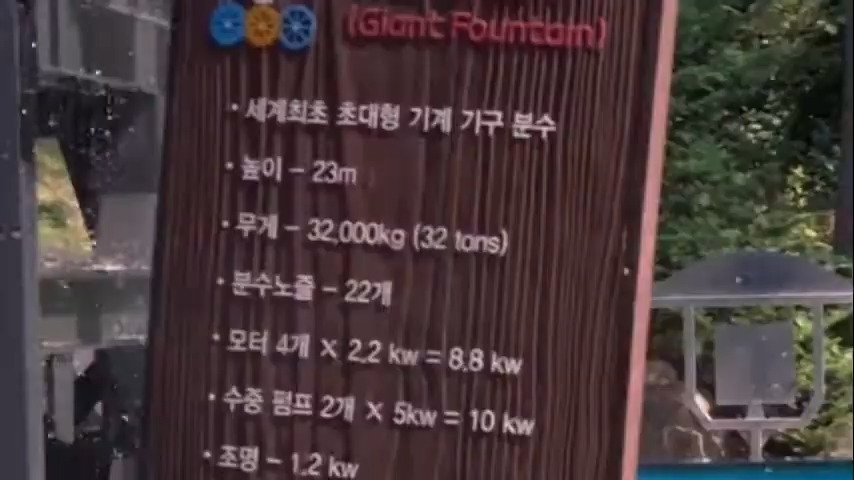 (Giant Fountain)
• 세계최초 초대형 기계 기구 분수
• 높이 – 23m
• 무게 – 32,000kg (32 tons)
• 분수노즐 – 22개
• 모터 4개 X 2.2 kw = 8.8 kw
• 수중 펌프 2개 X 5kw = 10 kw
• 조명 – 1.2 kw